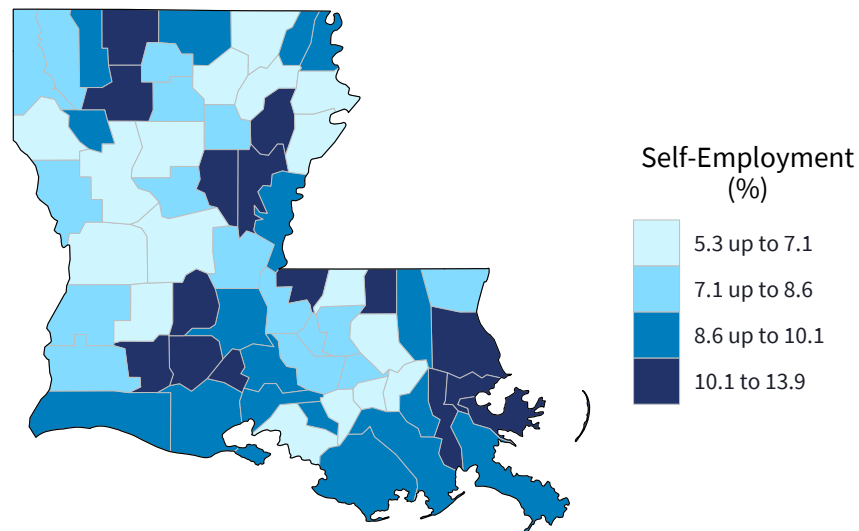 Self-Employment
(%)
5.3 up to 7.1
7.1 up to 8.6
8.6 up to 10.1
10.1 to 13.9